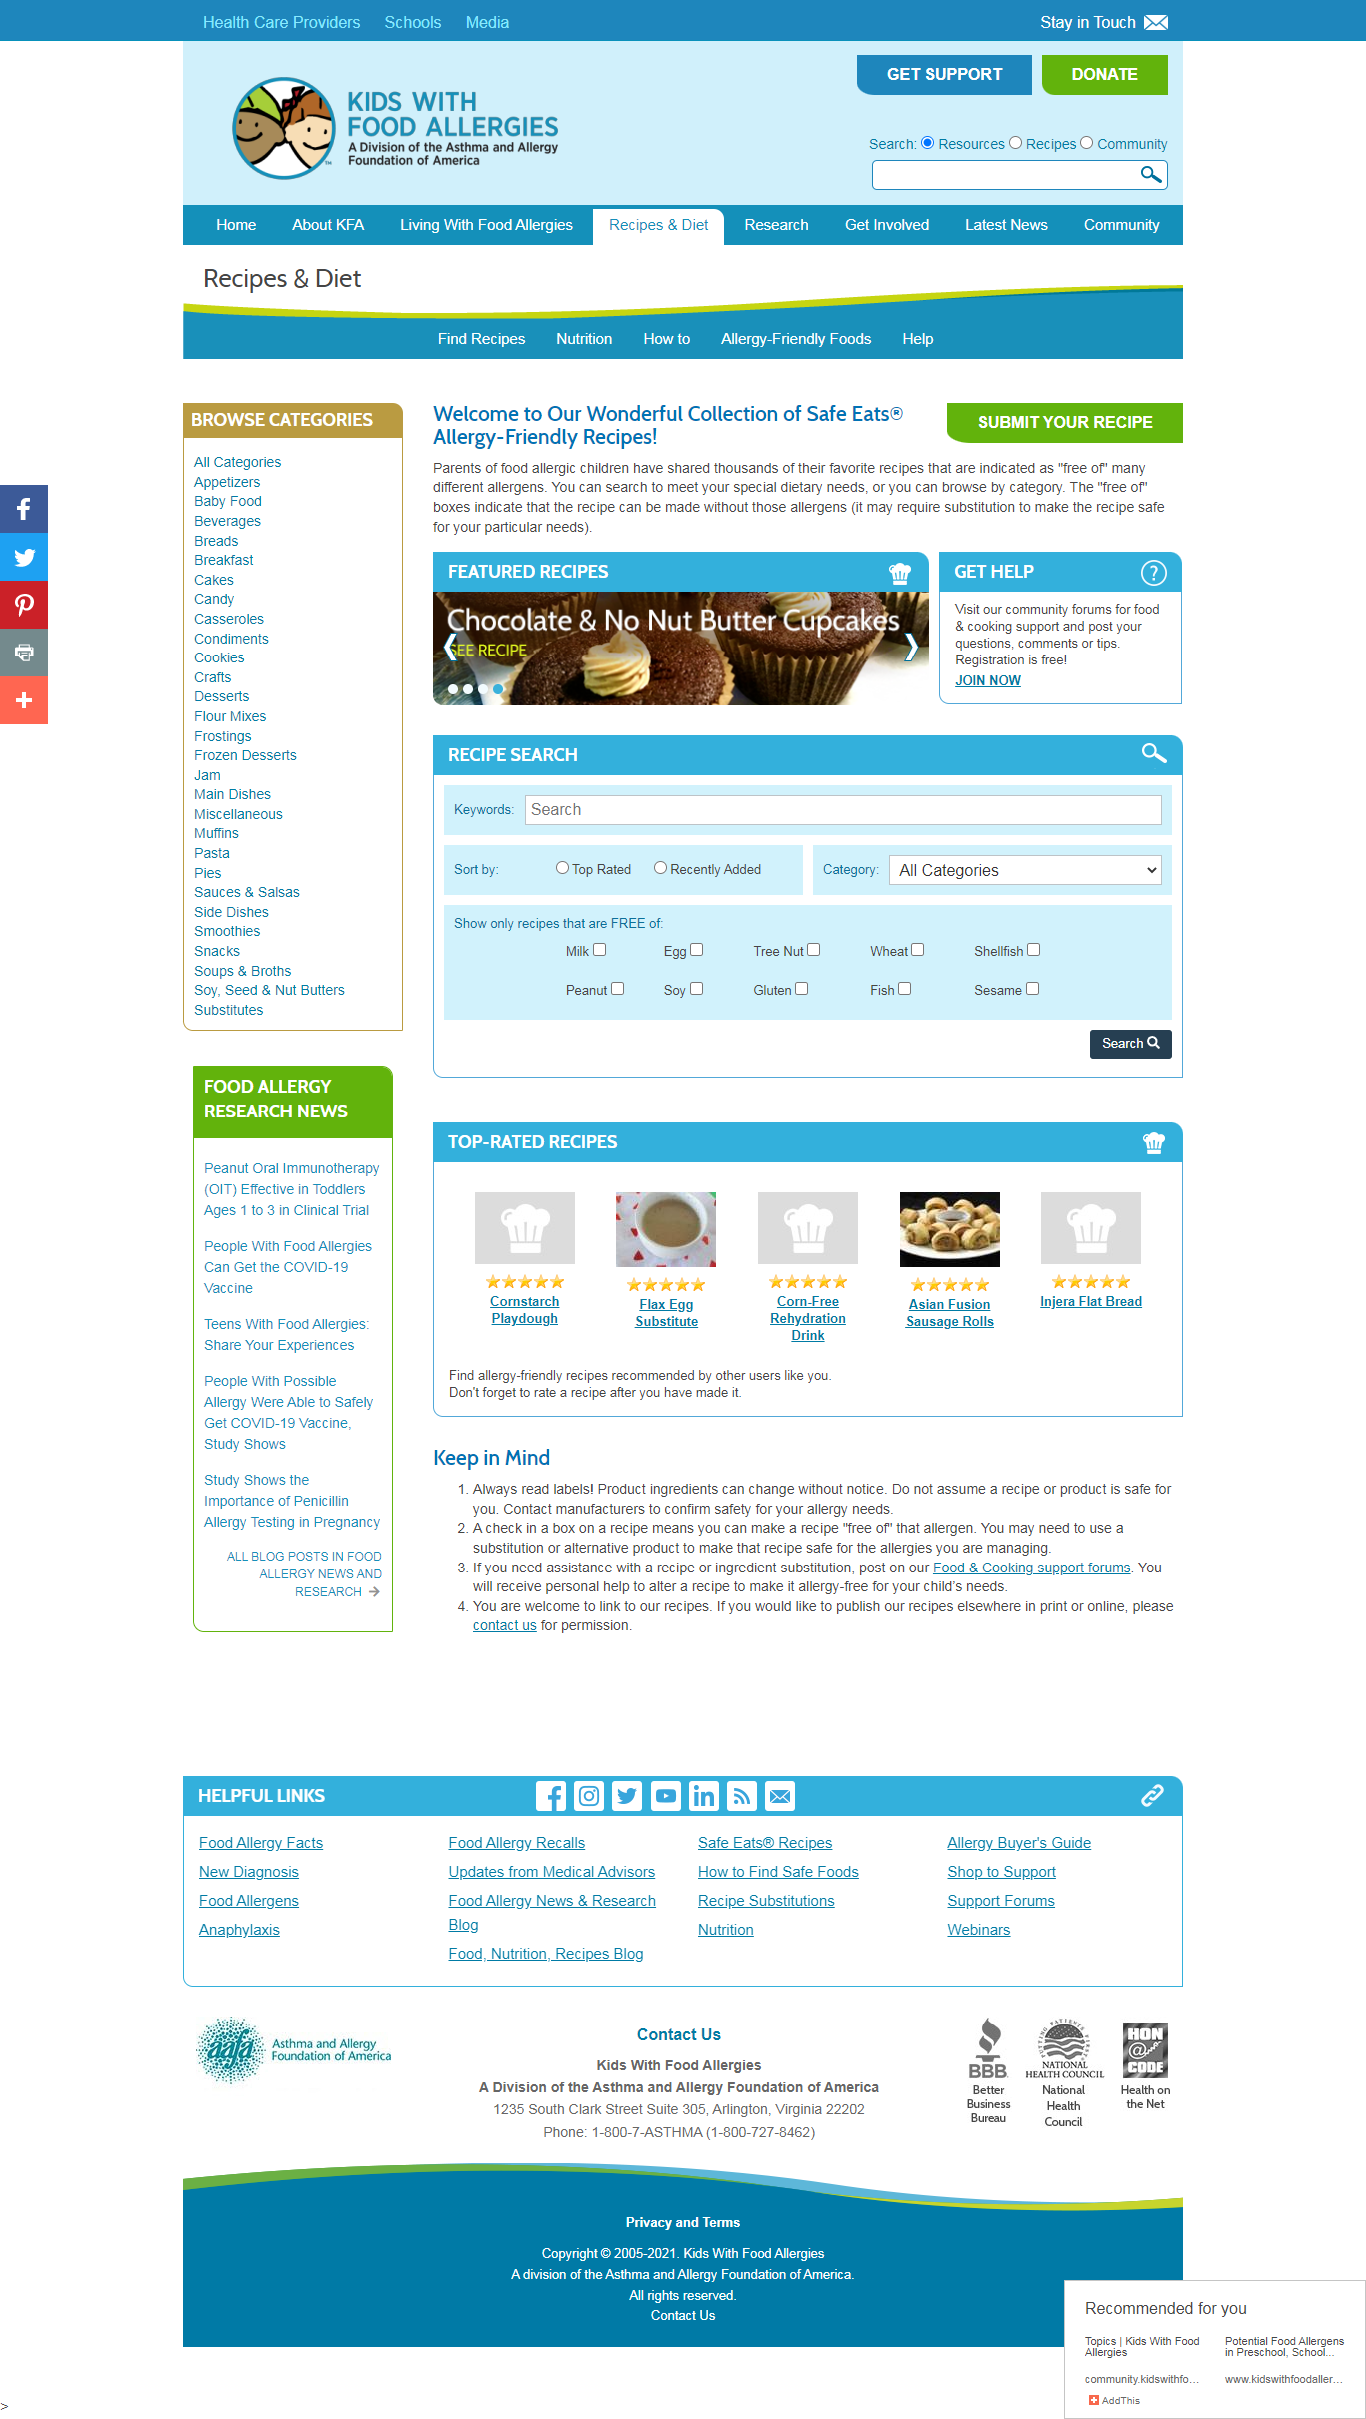 Health Care Providers Schools Media
Stay in Touch
GET SUPPORT
DONATE
KIDS WITH
FOOD ALLERGIES
A Division of the Asthma and Allergy
Foundation of America
™
Search: Resources Recipes Community
Home About KFA Living With Food Allergies Recipes & Diet Research Get Involved Latest News Community
Recipes & Diet
Find Recipes Nutrition How to Allergy-Friendly Foods Help
BROWSE CATEGORIES
All Categories
Appetizers
Baby Food
Beverages
Breads
Breakfast
Cakes
Candy
Casseroles
Condiments
Cookies
Crafts
Desserts
Flour Mixes
Frostings
Frozen Desserts
Jam
Main Dishes
Miscellaneous
Muffins
Pasta
Pies
Sauces & Salsas
Side Dishes
Smoothies
Snacks
Soups & Broths
Soy, Seed & Nut Butters
Substitutes
FOOD ALLERGY
RESEARCH NEWS
Peanut Oral Immunotherapy
(OIT) Effective in Toddlers
Ages 1 to 3 in Clinical Trial
People With Food Allergies
Can Get the COVID-19
Vaccine
Teens With Food Allergies:
Share Your Experiences
People With Possible
Allergy Were Able to Safely
Get COVID-19 Vaccine,
Study Shows
Study Shows the
Importance of Penicillin
Allergy Testing in Pregnancy
ALL BLOG POSTS IN FOOD
ALLERGY NEWS AND
RESEARCH →
Welcome to Our Wonderful Collection of Safe Eats®
Allergy-Friendly Recipes!
SUBMIT YOUR RECIPE
Parents of food allergic children have shared thousands of their favorite recipes that are indicated as "free of" many
different allergens. You can search to meet your special dietary needs, or you can browse by category. The "free of"
boxes indicate that the recipe can be made without those allergens (it may require substitution to make the recipe safe
for your particular needs).
FEATURED RECIPES
Chocolate & No Nut Butter Cupcakes
SEE RECIPE
GET HELP
?
Visit our community forums for food
& cooking support and post your
questions, comments or tips.
Registration is free!
JOIN NOW
RECIPE SEARCH
Keywords: Search
Sort by: Top Rated Recently Added
Category: All Categories
Show only recipes that are FREE of:
Milk Egg Tree Nut Wheat Shellfish
Peanut Soy Gluten Fish Sesame
Search
TOP-RATED RECIPES
Cornstarch
Playdough
Flax Egg
Substitute
Corn-Free
Rehydration
Drink
Asian Fusion
Sausage Rolls
Injera Flat Bread
Find allergy-friendly recipes recommended by other users like you.
Don't forget to rate a recipe after you have made it.
Keep in Mind
1. Always read labels! Product ingredients can change without notice. Do not assume a recipe or product is safe for
you. Contact manufacturers to confirm safety for your allergy needs.
2. A check in a box on a recipe means you can make a recipe "free of" that allergen. You may need to use a
substitution or alternative product to make that recipe safe for the allergies you are managing.
3. If you need assistance with a recipe or ingredient substitution, post on our Food & Cooking support forums. You
will receive personal help to alter a recipe to make it allergy-free for your child's needs.
4. You are welcome to link to our recipes. If you would like to publish our recipes elsewhere in print or online, please
contact us for permission.
HELPFUL LINKS
Food Allergy Facts
New Diagnosis
Food Allergens
Anaphylaxis
Food Allergy Recalls
Updates from Medical Advisors
Food Allergy News & Research
Blog
Food, Nutrition, Recipes Blog
Safe Eats® Recipes
How to Find Safe Foods
Recipe Substitutions
Nutrition
Allergy Buyer's Guide
Shop to Support
Support Forums
Webinars
aafa
Asthma and Allergy
Foundation of America
Contact Us
Kids With Food Allergies
A Division of the Asthma and Allergy Foundation of America
1235 South Clark Street Suite 305, Arlington, Virginia 22202
Phone: 1-800-7-ASTHMA (1-800-727-8462)
BBB
Better
Business
Bureau
NATIONAL
HEALTH COUNCIL
National
Health
Council
HON
@
CODE
Health on
the Net
Privacy and Terms
Copyright © 2005-2021. Kids With Food Allergies
A division of the Asthma and Allergy Foundation of America.
All rights reserved.
Contact Us
Recommended for you
Topics | Kids With Food
Allergies
community.kidswithfo...
Potential Food Allergens
in Preschool, School...
www.kidswithfoodaller...
AddThis
>